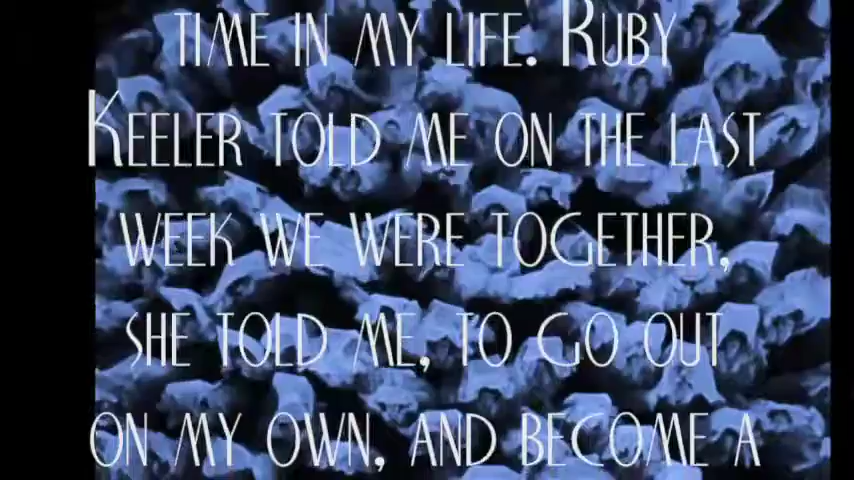 TIME IN MY LIFE. RUBY
KEELER TOLD ME ON THE LAST
WEEK WE WERE TOGETHER,
SHE TOLD ME, TO GO OUT
ON MY OWN, AND BECOME A